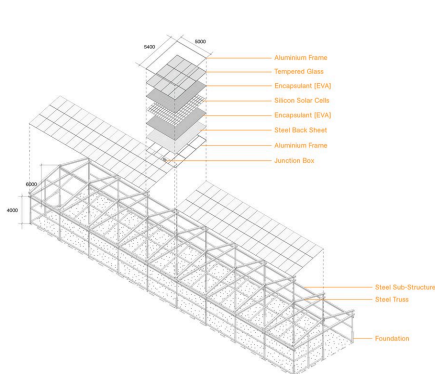 5400
5000
Aluminium Frame
Tempered Glass
Encapsulant [EVA]
Silicon Solar Cells
Encapsulant [EVA]
Steel Back Sheet
Aluminium Frame
Junction Box
6000
4000
Steel Sub-Structure
Steel Truss
Foundation